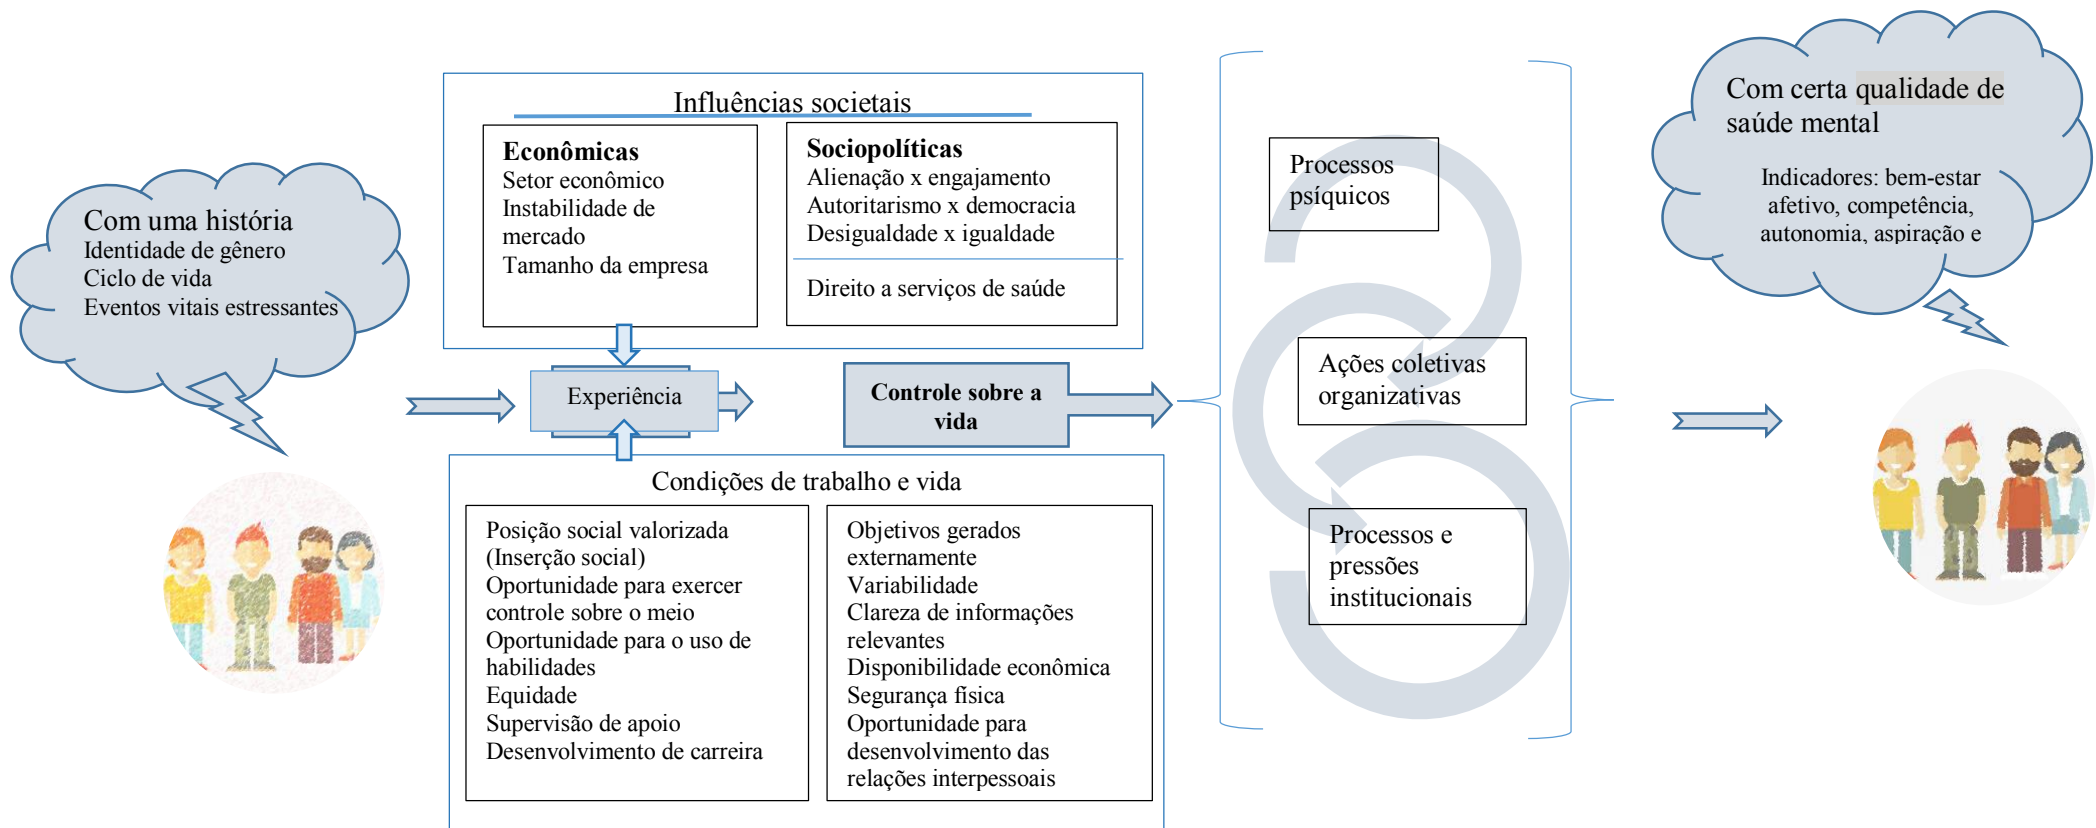 Com uma história
Identidade de gênero
Ciclo de vida
Eventos vitais estressantes
Influências societais
Econômicas
Setor econômico
Instabilidade de
mercado
Tamanho da empresa
Sociopolíticas
Alienação x engajamento
Autoritarismo x democracia
Desigualdade x igualdade
Direito a serviços de saúde
Experiência
Controle sobre a
vida
Condições de trabalho e vida
Posição social valorizada
(Inserção social)
Oportunidade para exercer
controle sobre o meio
Oportunidade para o uso de
habilidades
Equidade
Supervisão de apoio
Desenvolvimento de carreira
Objetivos gerados
externamente
Variabilidade
Clareza de informações
relevantes
Disponibilidade econômica
Segurança física
Oportunidade para
desenvolvimento das
relações interpessoais
Processos
psíquicos
Ações coletivas
organizativas
Processos e
pressões
institucionais
Com certa qualidade de
saúde mental
Indicadores: bem-estar
afetivo, competência,
autonomia, aspiração e